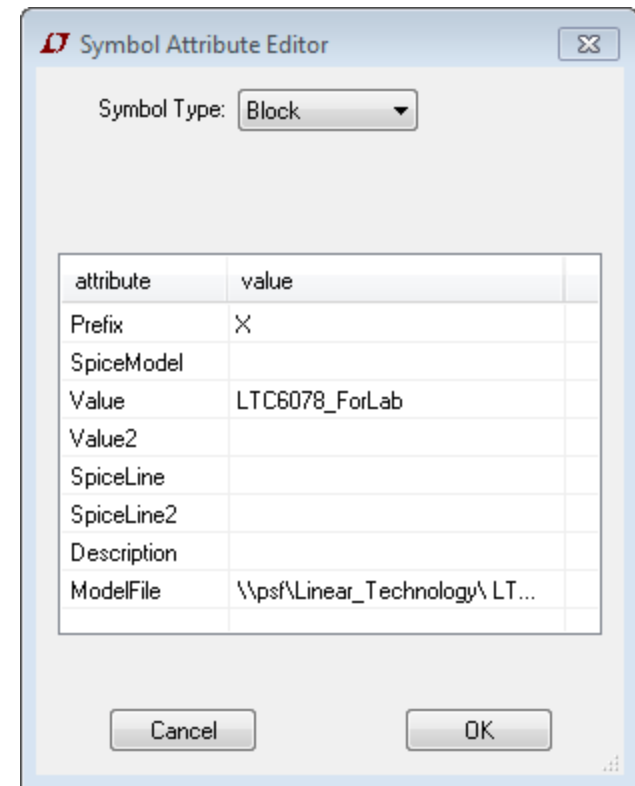 Symbol Attribute Editor
Symbol Type: Block
attribute value
Prefix X
SpiceModel
Value LTC6078_ForLab
Value2
SpiceLine
SpiceLine2
Description
ModelFile \\psf\Linear_Technology\ LT...
Cancel OK